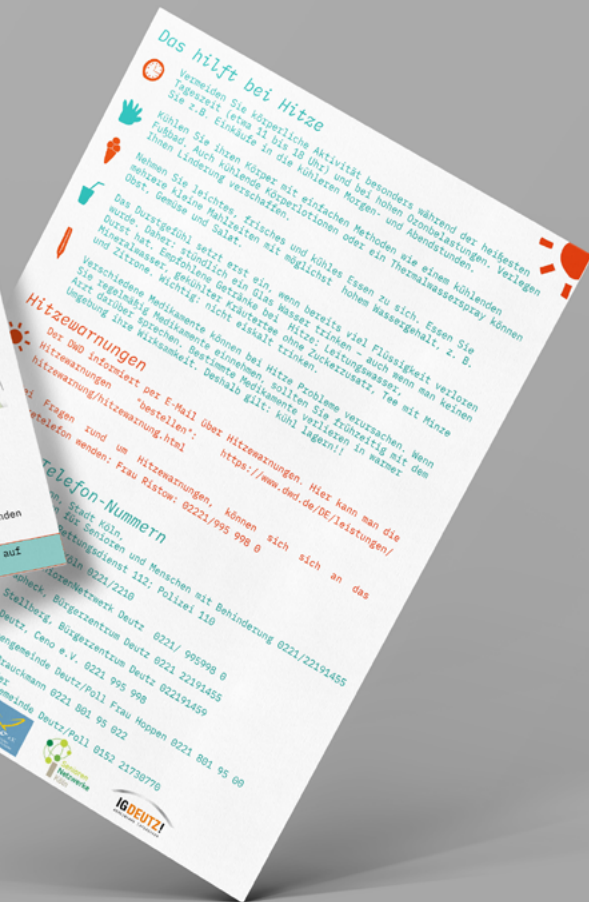 Das hilft bei Hitze
Vermeiden Sie körperliche Aktivität besonders während der heißesten
Tageszeit (etwa 11 bis 18 Uhr) und bei hohen Ozonbelastungen. Verlegen
Sie z.B. Einkäufe in die kühleren Morgen- und Abendstunden.
Kühlen Sie ihren Körper mit einfachen Methoden wie einem kühlenden
Fußbad. Auch kühlende Körperlotionen oder ein Thermalwasserspray können
Ihnen Linderung verschaffen.
Nehmen Sie leichtes, frisches und kühles Essen zu sich. Essen Sie
mehrere kleine Mahlzeiten mit möglichst hohem Wassergehalt, z. B.
Obst, Gemüse und Salat.
Das Durstgefühl setzt erst ein, wenn bereits viel Flüssigkeit verloren
wurde. Daher: stündlich ein Glas Wasser trinken – auch wenn man keinen
Durst hat. Empfohlene Getränke bei Hitze: Leitungswasser,
Mineralwasser, gekühlter Kräutertee ohne Zuckerzusatz, Tee mit Minze
und Zitrone. Wichtig: nicht eiskalt trinken.
Verschiedene Medikamente können bei Hitze Probleme verursachen. Wenn
Sie regelmäßig Medikamente einnehmen, sollten Sie frühzeitig mit dem
Arzt darüber sprechen. Bestimmte Medikamente verlieren in warmer
Umgebung ihre Wirksamkeit. Deshalb gilt: kühl lagern!!
Hitzewarnungen
Der DWD informiert per E-Mail über Hitzewarnungen. Hier kann man die
Hitzewarnungen "bestellen": https://www.dwd.de/DE/leistungen/
hitzewarnung/hitzewarnung.html
Fragen rund um Hitzewarnungen, können sich sich an das
wenden: Frau Ristow: 02221/995 998 0
Telefon-Nummern
Stadt Köln,
für Senioren und Menschen mit Behinderung 0221/22191455
Rettungsdienst 112; Polizei 110
0221/2210
Netzwerk Deutz 0221/ 995998 0
Bürgerzentrum Deutz 0221 22191455
Stellberg, Bürgerzentrum Deutz 022191459
Deutz, Ceno e.V. 0221 995 998
Deutz/Poll Frau Hoppen 0221 801 95 00
0221 801 95 022
Deutz/Poll 0152 21730770
nden
auf
Senioren
Netzwerke
Köln
IGDEUTZ!